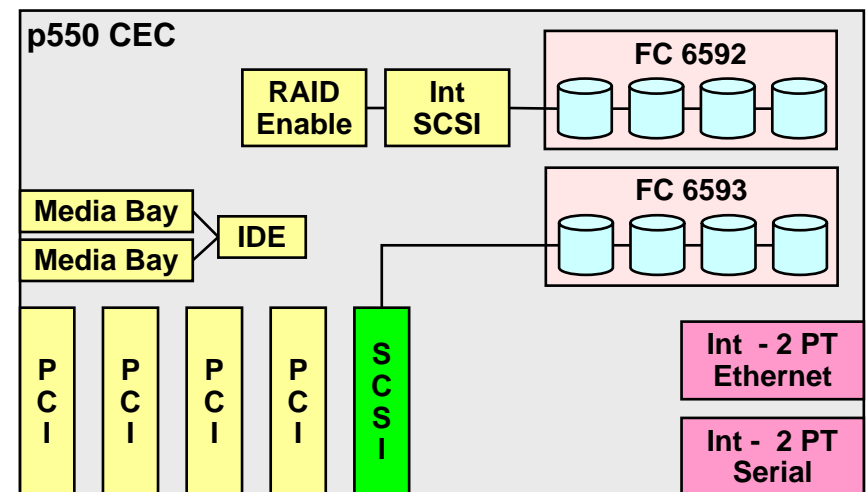 p550 CEC
FC 6592
RAID
Enable
Int
SCSI
FC 6593
Media Bay
IDE
Media Bay
P
C
I
P
C
I
P
C
I
P
C
I
S
C
S
I
Int - 2 PT
Ethernet
Int - 2 PT
Serial